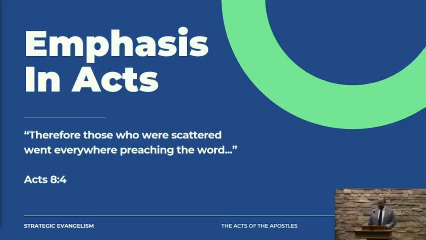 Emphasis
In Acts
“Therefore those who were scattered
went everywhere preaching the word...”
Acts 8:4
STRATEGIC EVANGELISM
THE ACTS OF THE APOSTLES